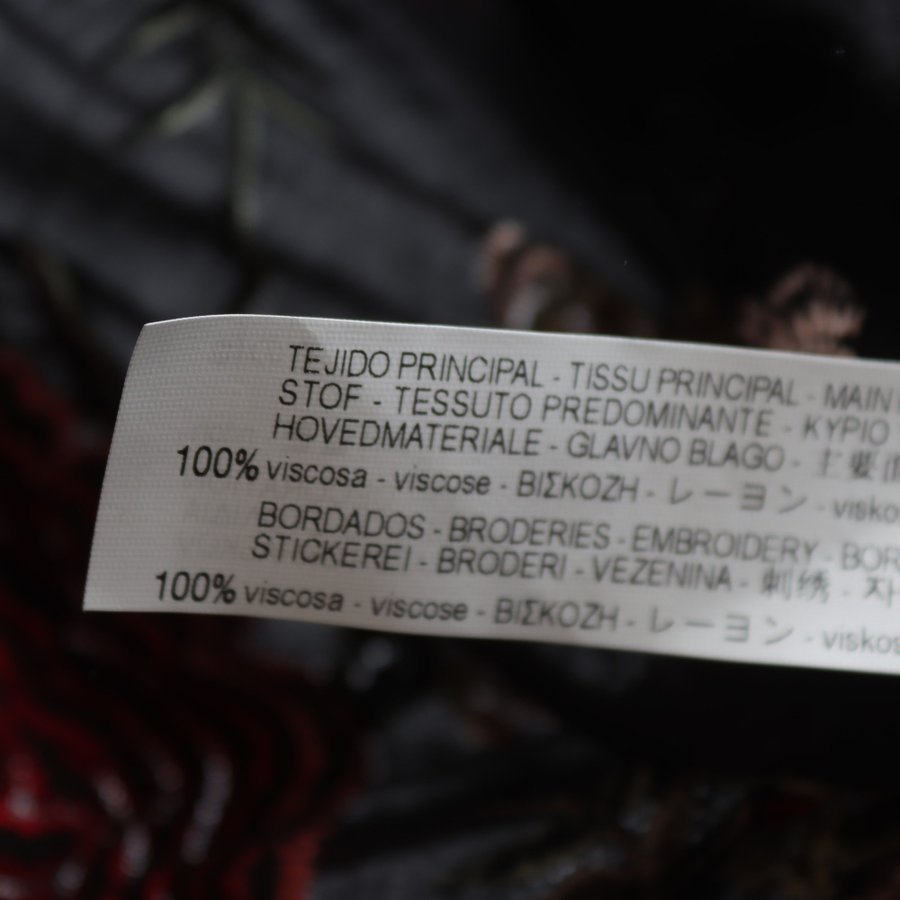 TEJIDO PRINCIPAL - TISSU PRINCIPAL - MAIN
STOF - TESSUTO PREDOMINANTE - ΚΥΡΙΟ
HOVEDMATERIALE - GLAVNO BLAGO - 主要
100% viscosa - viscose - ΒΙΣΚΟΖΗ - レーヨン - visko
BORDADOS - BRODERIES - EMBROIDERY - BOR
STICKEREI - BRODERI - VEZENINA - 刺绣 - 자
100% viscosa - viscose - ΒΙΣΚΟΖΗ - レーヨン - viskos